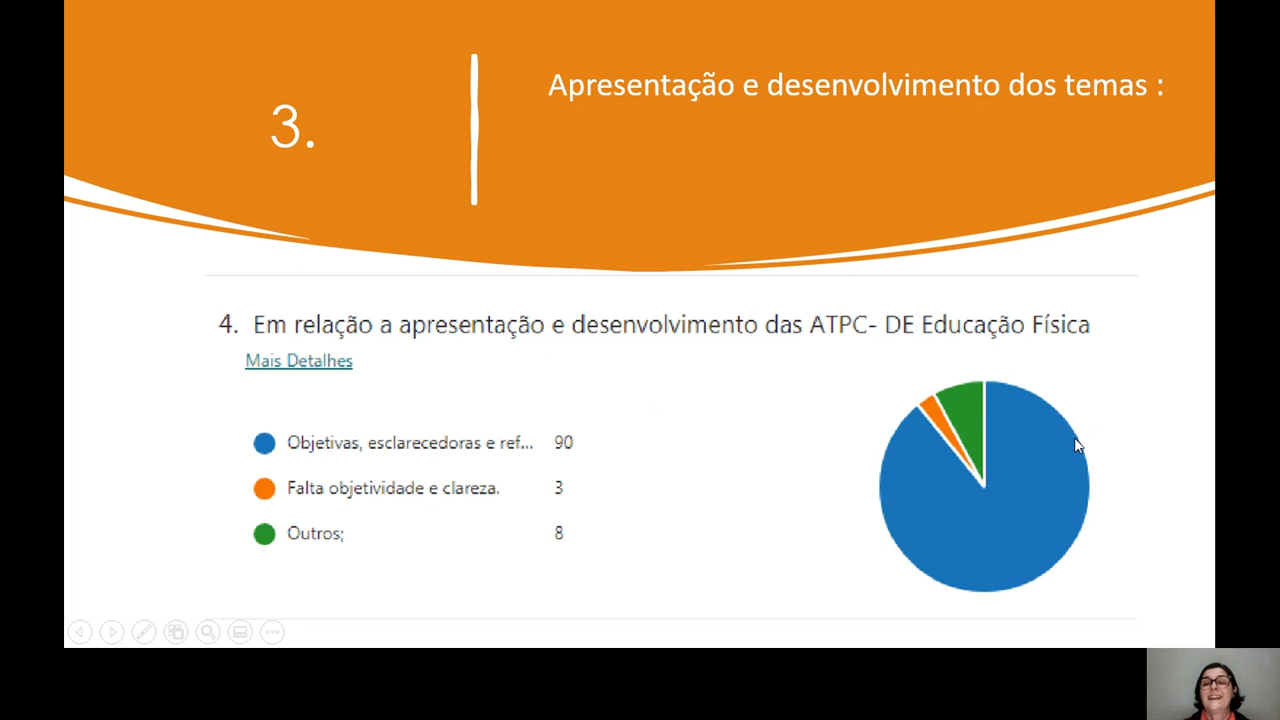 3.
Apresentação e desenvolvimento dos temas :
4. Em relação a apresentação e desenvolvimento das ATPC- DE Educação Física
Mais Detalhes
Objetivas, esclarecedoras e ref... 90
Falta objetividade e clareza. 3
Outros; 8